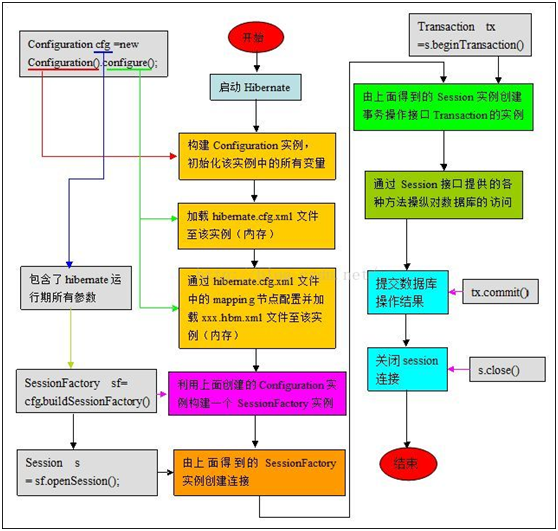 Configuration cfg =new
Configuration().configure();
开始
启动 Hibernate
构建 Configuration 实例，
初始化该实例中的所有变量
加载 hibernate.cfg.xml 文件
至该实例（内存）
通过 hibernate.cfg.xml 文件
中的 mapping 节点配置并加
载 xxx.hbm.xml 文件至该实
例（内存）
包含了 hibernate 运
行期所有参数
SessionFactory sf=
cfg.buildSessionFactory()
利用上面创建的 Configuration 实
例构建一个 SessionFactory 实例
Session s
= sf.openSession();
由上面得到的 SessionFactory
实例创建连接
Transaction tx
=s.beginTransaction()
由上面得到的 Session 实例创建
事务操作接口 Transaction 的实例
通过 Session 接口提供的各
种方法操纵对数据库的访问
提交数据库
操作结果
tx.commit()
关闭 session
连接
s.close()
结束